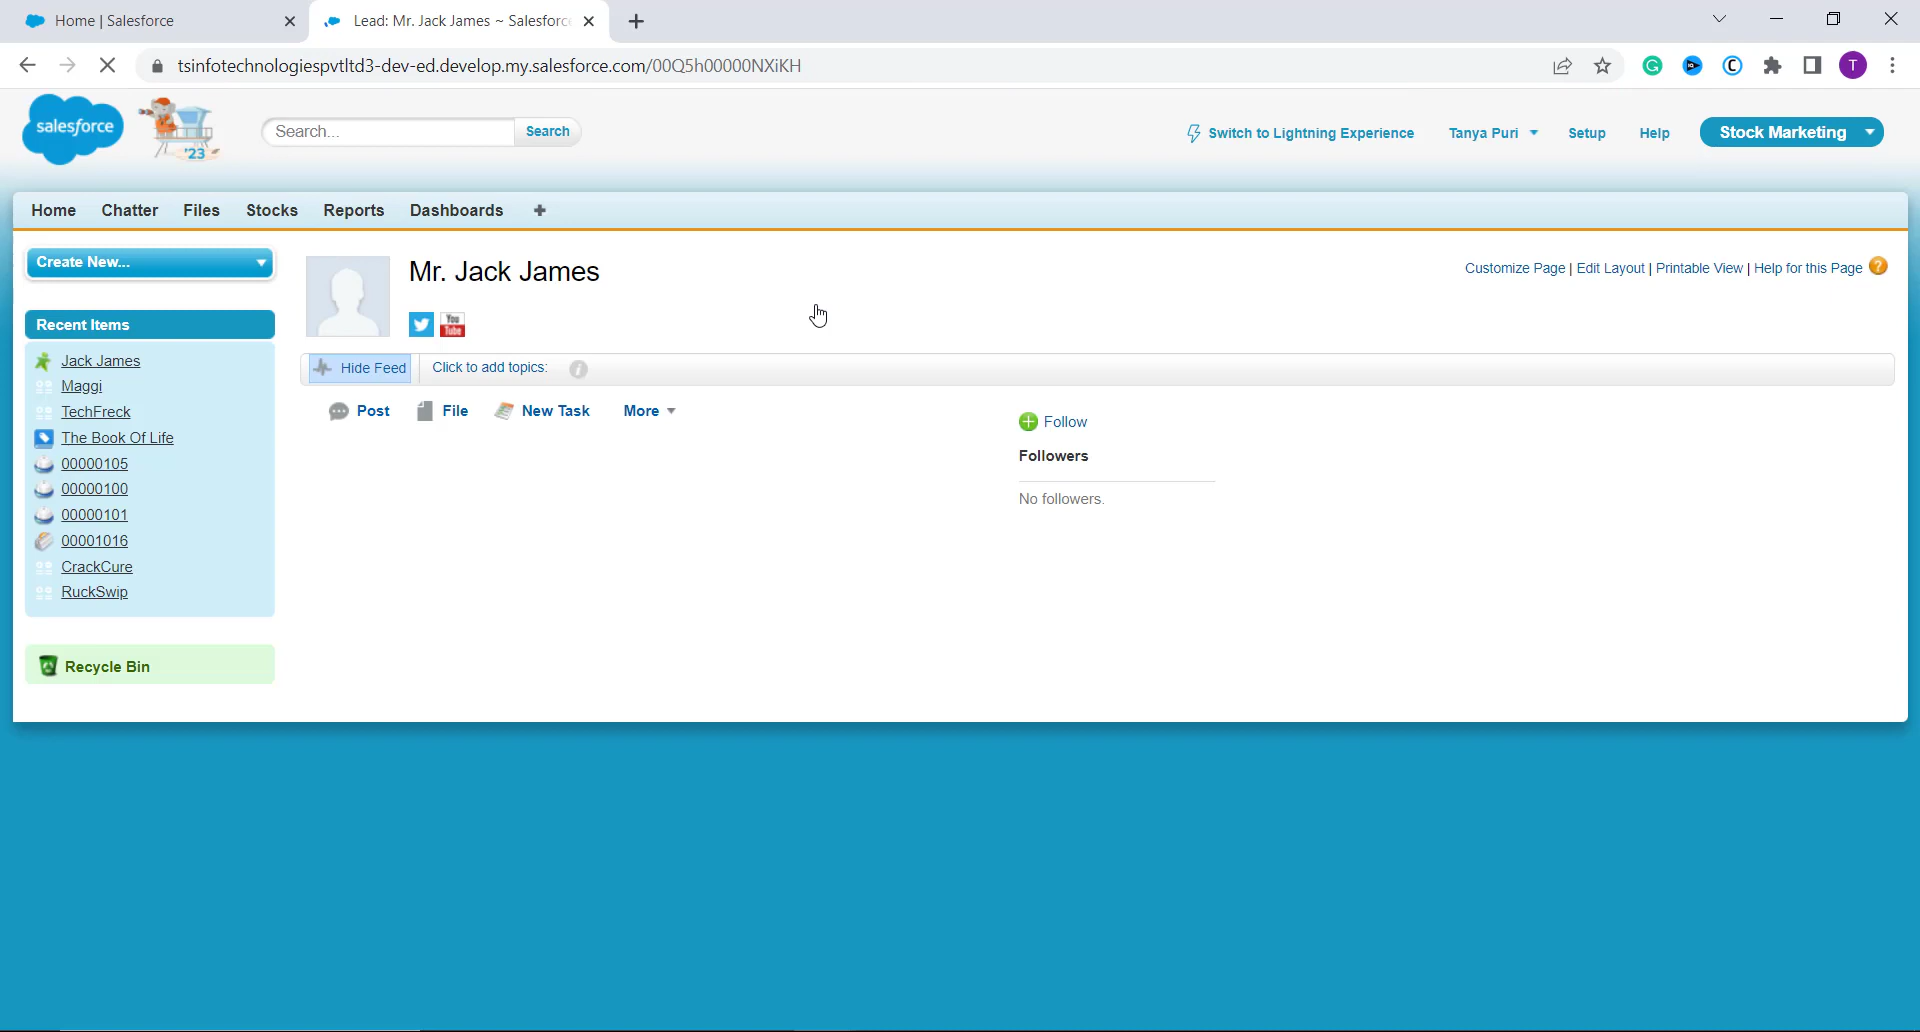 Home | Salesforce
Lead: Mr. Jack James ~ Salesforc
tsinfotechnologiespvtltd3-dev-ed.develop.my.salesforce.com/00Q5h00000NXiKH
T
salesforce
'23
Search...
Search
Switch to Lightning Experience
Tanya Puri
Setup
Help
Stock Marketing
Home
Chatter
Files
Stocks
Reports
Dashboards
Create New...
Mr. Jack James
Customize Page | Edit Layout | Printable View | Help for this Page
You
Tube
Recent Items
Jack James
Maggi
TechFreck
The Book Of Life
00000105
00000100
00000101
00001016
CrackCure
RuckSwip
Recycle Bin
Hide Feed
Click to add topics:
Post
File
New Task
More
Follow
Followers
No followers.